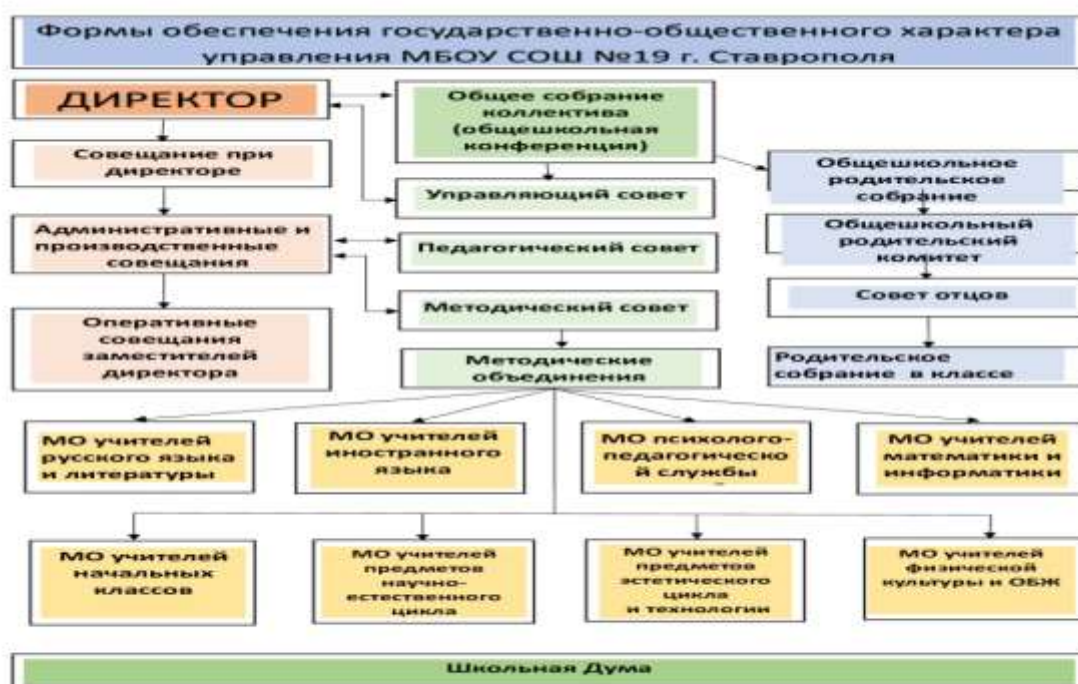 Формы обеспечения государственно-общественного характера
управления МБОУ СОШ №19 г. Ставрополя
ДИРЕКТОР
Общее собрание
коллектива
(общешкольная
конференция)
Совещание при
директоре
Общешкольное
родительское
собрание
Управляющий совет
Административные и
производственные
совещания
Общешкольный
родительский
комитет
Педагогический совет
Методический совет
Совет отцов
Оперативные
совещания
заместителей
директора
Методические
объединения
Родительское
собрание в классе
МО учителей
русского языка
и литературы
МО учителей
иностранного
языка
МО психолого-
педагогическо
й службы
МО учителей
математики и
информатики
МО учителей
начальных
классов
МО учителей
предметов
научно-
естественного
цикла
МО учителей
предметов
эстетического
цикла
и технологии
МО учителей
физической
культуры и ОБЖ
Школьная Дума